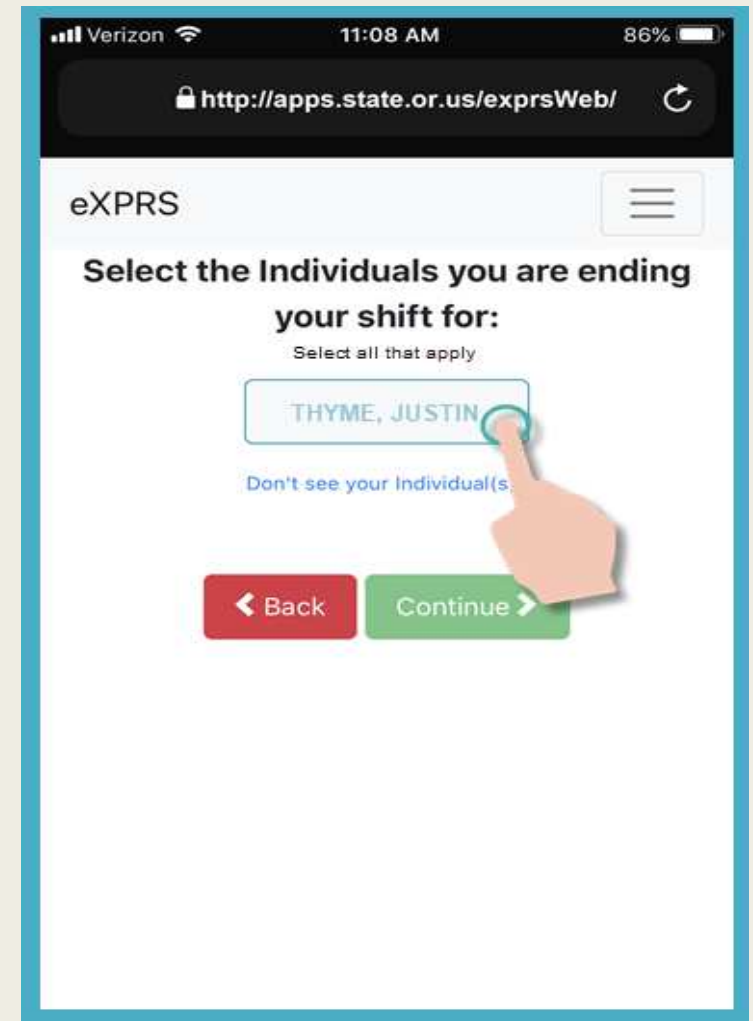 Verizon 11:08 AM 86%
http://apps.state.or.us/exprsWeb/
eXPRS
Select the Individuals you are ending
your shift for:
Select all that apply
THYME, JUSTIN
Don't see your Individual(s
Back Continue